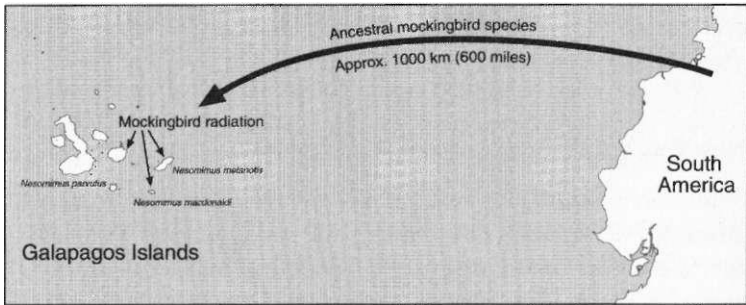 Ancestral mockingbird species
Approx. 1000 km (600 miles)
Mockingbird radiation
Nesomimus melanotis
Nesomimus parvulus
Nesomimus macdonaldi
South
America
Galapagos Islands